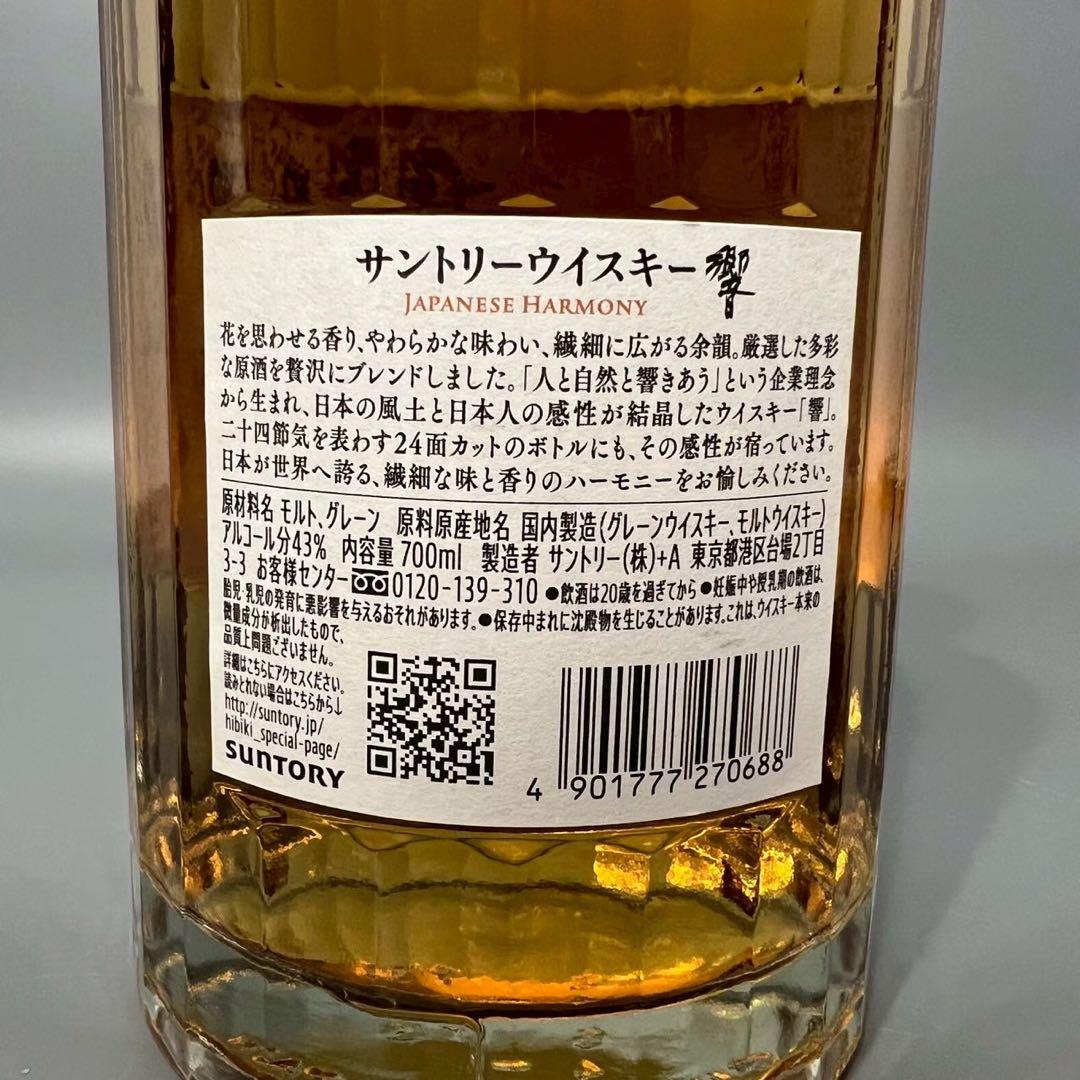 サントリーウイスキー響
JAPANESE HARMONY
花を思わせる香り、やわらかな味わい、繊細に広がる余韻。厳選した多彩
な原酒を贅沢にブレンドしました。「人と自然と響きあう」という企業理念
から生まれ、日本の風土と日本人の感性が結晶したウイスキー「響」。
二十四節気を表わす24面カットのボトルにも、その感性が宿っています。
日本が世界へ誇る、繊細な味と香りのハーモニーをお愉しみください。
原材料名 モルト、グレーン 原料原産地名 国内製造(グレーンウイスキー、モルトウイスキー)
アルコール分43% 内容量700ml 製造者 サントリー(株)+A 東京都港区台場2丁目
3-3 お客様センター 0120-139-310 ●飲酒は20歳を過ぎてから ●妊娠中や授乳期の飲酒は、
胎児・乳児の発育に悪影響を与えるおそれがあります。●保存中まれに沈殿物を生じることがあります。これは、ウイスキー本来の
微量成分が析出したもので、
品質上問題ございません。
詳細はこちらにアクセスください。
読みとれない場合はこちらから↓
http://suntory.jp/
hibiki_special-page/
SUNTORY
4 901777 270688